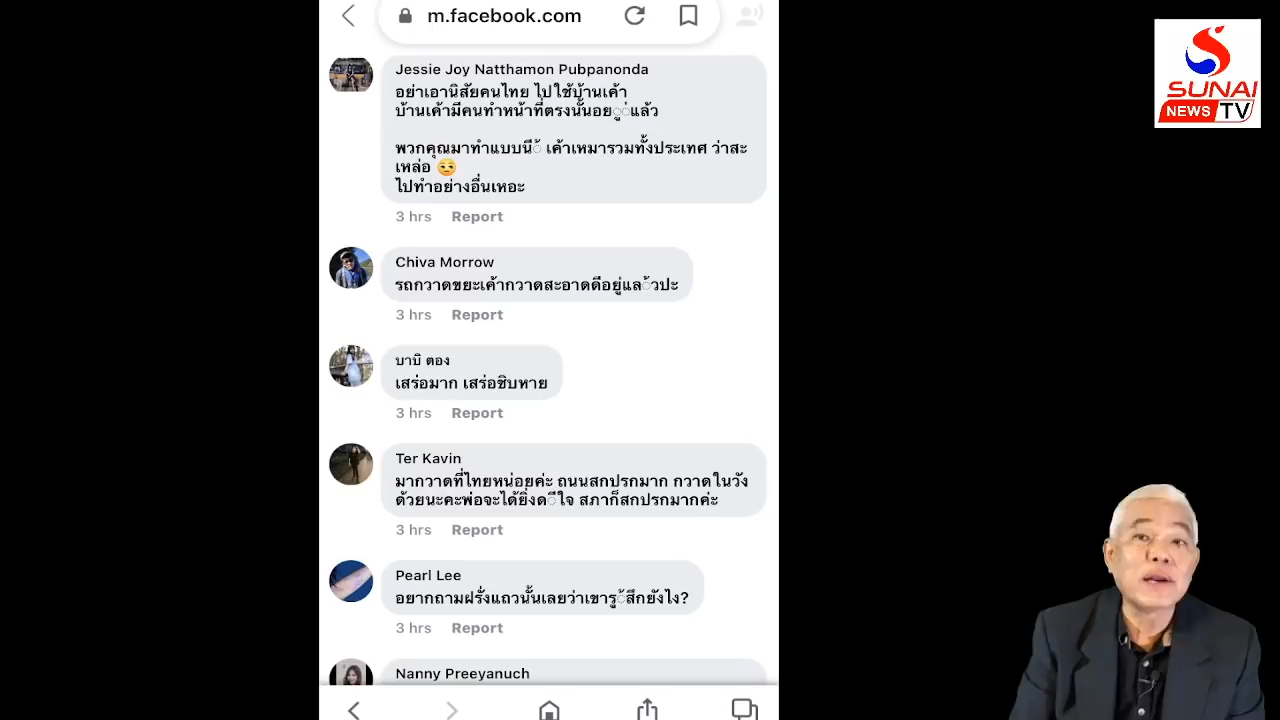 m.facebook.com
SUNAI
NEWS TV
Jessie Joy Natthamon Pubpanonda
อย่าเอานิสัยคนไทย ไปใช้บ้านเค้า
บ้านเค้ามีคนทำหน้าที่ตรงนั้นอยู่แล้ว
พวกคุณมาทำแบบนี้ เค้าเหมารวมทั้งประเทศ ว่าสะ
เหล่อ 😒
ไปทำอย่างอื่นเหอะ
3 hrs Report
Chiva Morrow
รถกวาดขยะเค้ากวาดสะอาดดีอยู่แล้วปะ
3 hrs Report
บาบิ ตอง
เสร่อมาก เสร่อชิบหาย
3 hrs Report
Ter Kavin
มากวาดที่ไทยหน่อยค่ะ ถนนสกปรกมาก กวาดในวัง
ด้วยนะคะพ่อจะได้ยิ่งดีใจ สภาก็สกปรกมากค่ะ
3 hrs Report
Pearl Lee
อยากถามฝรั่งแถวนั้นเลยว่าเขารู้สึกยังไง?
3 hrs Report
Nanny Preeyanuch